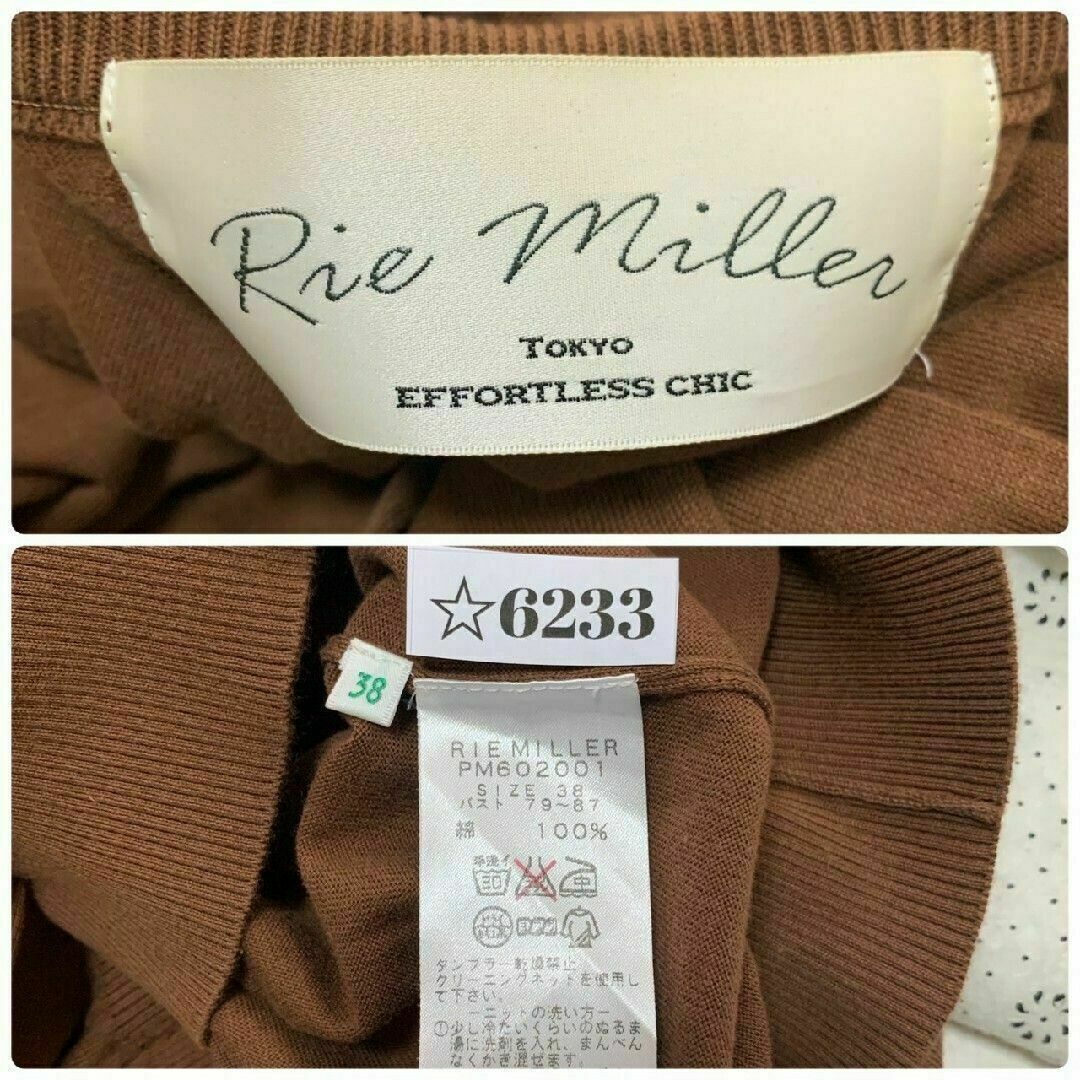 Rie Miller
TOKYO
EFFORTLESS CHIC
☆6233
38
RIE MILLER
PM602001
SIZE 38
バスト 79~87
綿 100%
手洗イ
30
タンブラー乾燥禁止
クリーニングネットを使用し
て下さい。
ーニットの洗い方ー
①少し冷たいくらいのぬるま
湯に洗剤を入れ、まんべん
なくかき混ぜます。